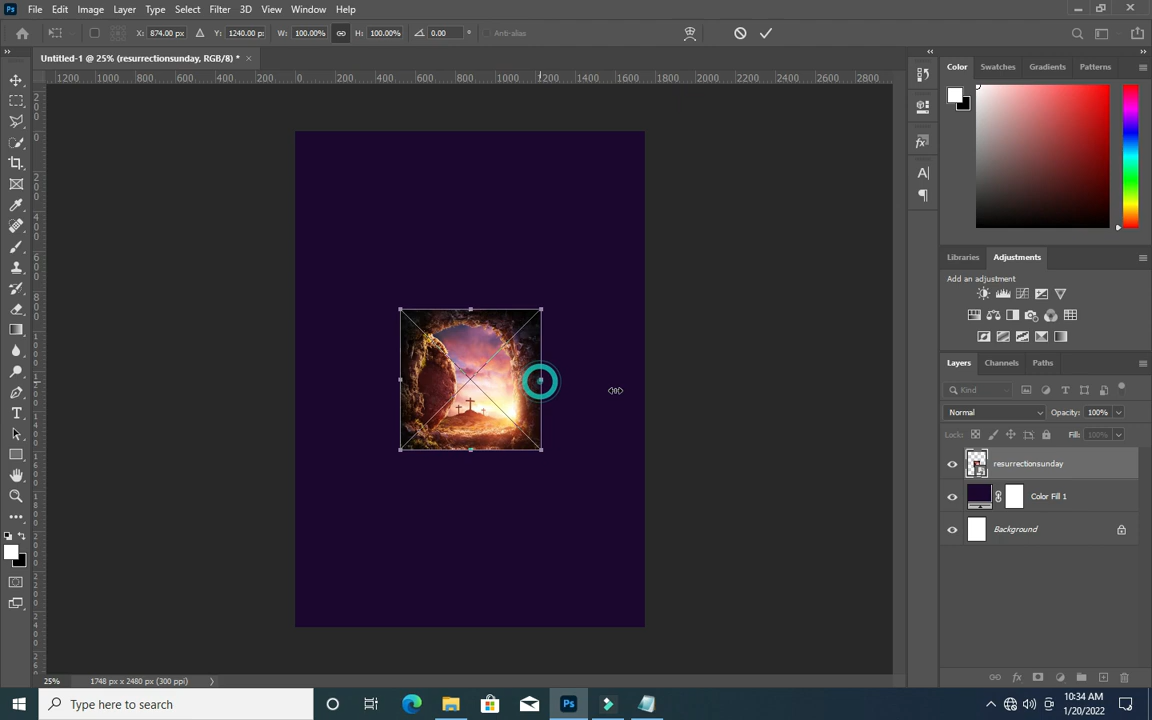 Ps File Edit Image Layer Type Select Filter 3D View Window Help
X: 874.00 px Y: 1240.00 px W: 100.00% H: 100.00% 0.00 ° Anti-alias
Untitled-1 @ 25% (resurrectionsunday, RGB/8) *
1200 1000 800 600 400 200 0 200 400 600 800 1000 1200 1400 1600 1800 2000 2200 2400 2600 2800
Color Swatches Gradients Patterns
Libraries Adjustments
Add an adjustment
Layers Channels Paths
Kind
Normal Opacity: 100%
Lock: Fill: 100%
resurrectionsunday
Color Fill 1
Background
25% 1748 px x 2480 px (300 ppi)
Type here to search
Ps
10:34 AM
1/20/2022